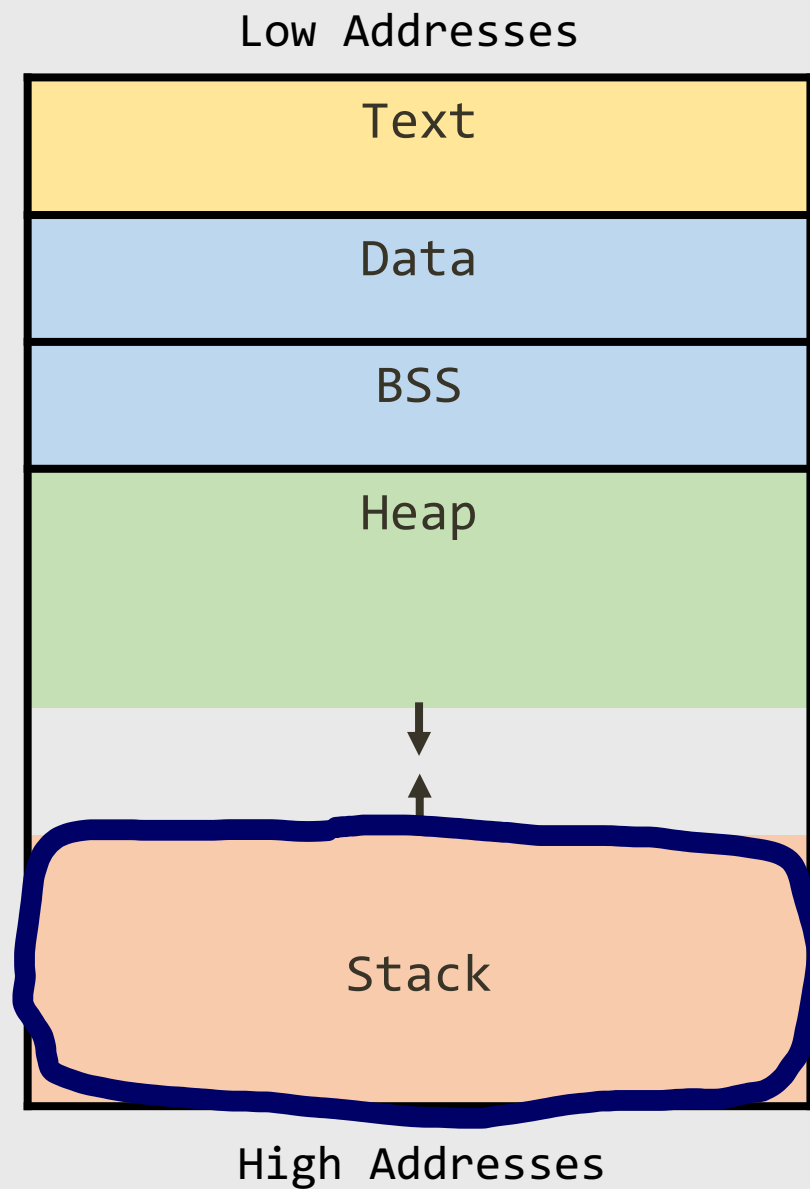 Low Addresses
Text
Data
BSS
Heap
Stack
High Addresses